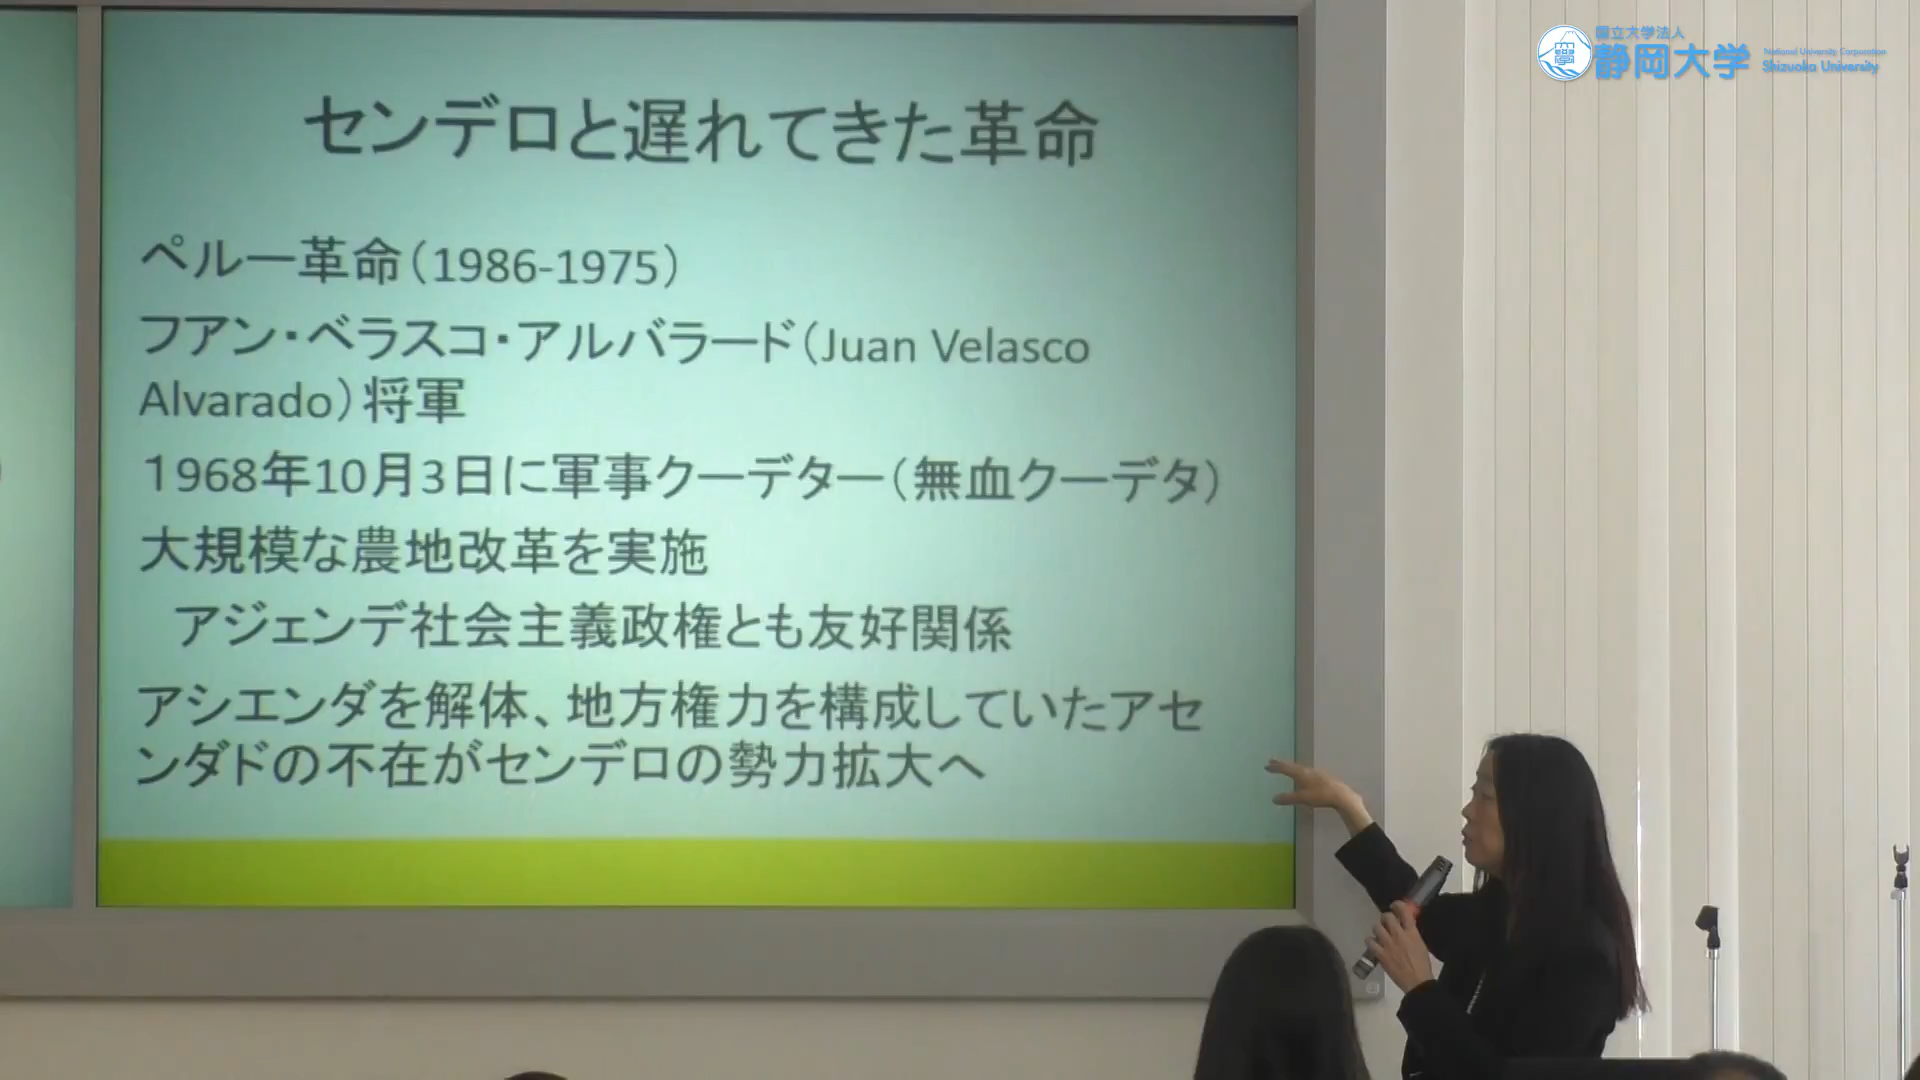 国立大学法人
静岡大学
National University Corporation
Shizuoka University
センデロと遅れてきた革命
ペルー革命（1986-1975）
フアン・ベラスコ・アルバラード（Juan Velasco
Alvarado）将軍
1968年10月3日に軍事クーデター（無血クーデタ）
大規模な農地改革を実施
アジェンデ社会主義政権とも友好関係
アシエンダを解体、地方権力を構成していたアセ
ンダドの不在がセンデロの勢力拡大へ